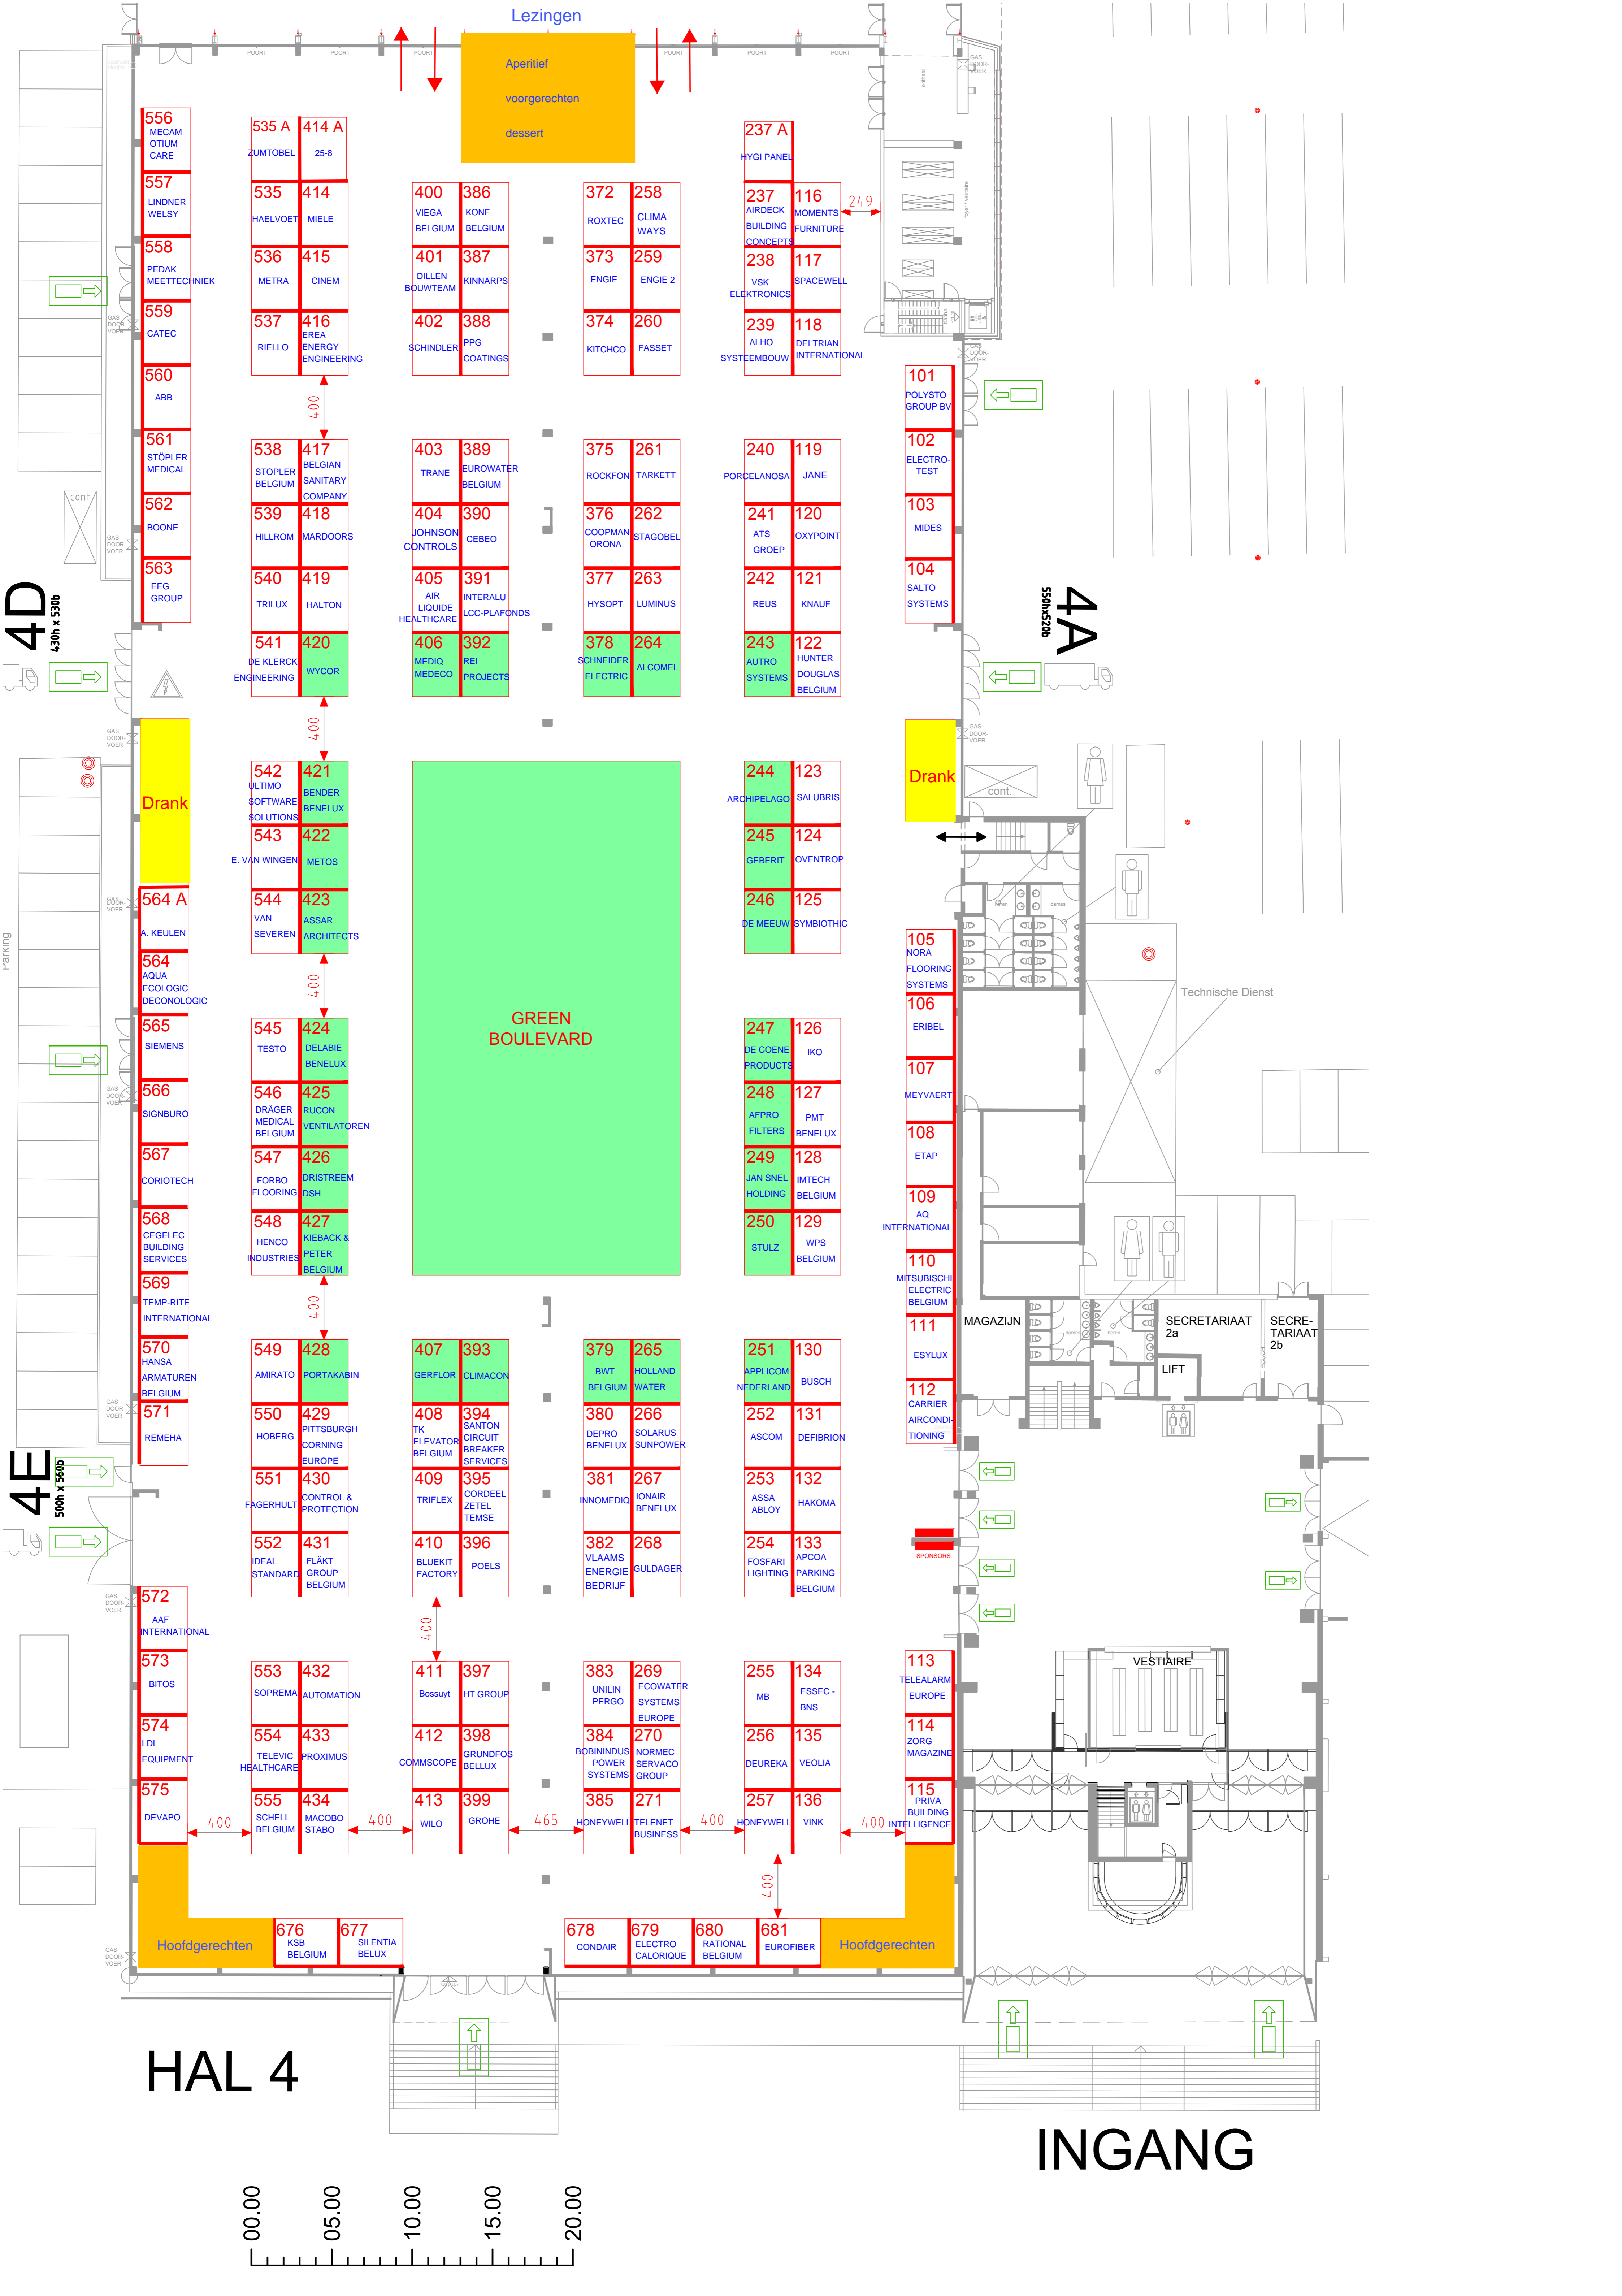 Lezingen
POORT
POORT
POORT
POORT
POORT
POORT
Aperitief
voorgerechten
dessert
GAS
DOOR-
VOER
556
MECAM
OTIUM
CARE
557
LINDNER
WELSY
558
PEDAK
MEETTECHNIEK
559
CATEC
560
ABB
561
STÖPLER
MEDICAL
562
BOONE
563
EEG
GROUP
535 A
ZUMTOBEL
414 A
25-8
535
HAELVOET
414
MIELE
536
METRA
415
CINEM
537
RIELLO
416
EREA
ENERGY
ENGINEERING
400
VIEGA
BELGIUM
386
KONE
BELGIUM
401
DILLEN
BOUWTEAM
387
KINNARPS
402
SCHINDLER
388
PPG
COATINGS
372
ROXTEC
258
CLIMA
WAYS
373
ENGIE
259
ENGIE 2
374
KITCHCO
260
FASSET
237 A
HYGI PANEL
237
AIRDECK
BUILDING
CONCEPTS
116
MOMENTS
FURNITURE
249
238
VSK
ELEKTRONICS
117
SPACEWELL
239
ALHO
SYSTEEMBOUW
118
DELTRIAN
INTERNATIONAL
101
POLYSTO
GROUP BV
102
ELECTRO-
TEST
103
MIDES
104
SALTO
SYSTEMS
400
538
STOPLER
BELGIUM
417
BELGIAN
SANITARY
COMPANY
539
HILLROM
418
MARDOORS
540
TRILUX
419
HALTON
541
DE KLERCK
ENGINEERING
420
WYCOR
403
TRANE
389
EUROWATER
BELGIUM
404
JOHNSON
CONTROLS
390
CEBEO
405
AIR
LIQUIDE
HEALTHCARE
391
INTERALU
LCC-PLAFONDS
406
MEDIQ
MEDECO
392
REI
PROJECTS
375
ROCKFON
261
TARKETT
376
COOPMAN
ORONA
262
STAGOBEL
377
HYSOPT
263
LUMINUS
378
SCHNEIDER
ELECTRIC
264
ALCOMEL
240
PORCELANOSA
119
JANE
241
ATS
GROEP
120
OXYPOINT
242
REUS
121
KNAUF
243
AUTRO
SYSTEMS
122
HUNTER
DOUGLAS
BELGIUM
cont
4D
430h x 530b
4A
550hx520b
400
Drank
Drank
cont.
542
ULTIMO
SOFTWARE
SOLUTIONS
421
BENDER
BENELUX
543
E. VAN WINGEN
422
METOS
544
VAN
SEVEREN
423
ASSAR
ARCHITECTS
400
545
TESTO
424
DELABIE
BENELUX
546
DRÄGER
MEDICAL
BELGIUM
425
RUCON
VENTILATOREN
547
FORBO
FLOORING
426
DRISTREEM
DSH
548
HENCO
INDUSTRIES
427
KIEBACK &
PETER
BELGIUM
400
GREEN
BOULEVARD
244
ARCHIPELAGO
123
SALUBRIS
245
GEBERIT
124
OVENTROP
246
DE MEEUW
125
SYMBIOTHIC
247
DE COENE
PRODUCTS
126
IKO
248
AFPRO
FILTERS
127
PMT
BENELUX
249
JAN SNEL
HOLDING
128
IMTECH
BELGIUM
250
STULZ
129
WPS
BELGIUM
Parking
564 A
A. KEULEN
564
AQUA
ECOLOGIC
DECONOLOGIC
565
SIEMENS
566
SIGNBURO
567
CORIOTECH
568
CEGELEC
BUILDING
SERVICES
569
TEMP-RITE
INTERNATIONAL
570
HANSA
ARMATUREN
BELGIUM
571
REMEHA
105
NORA
FLOORING
SYSTEMS
106
ERIBEL
107
MEYVAERT
108
ETAP
109
AQ
INTERNATIONAL
110
MITSUBISCHI
ELECTRIC
BELGIUM
111
ESYLUX
112
CARRIER
AIRCONDI-
TIONING
Technische Dienst
MAGAZIJN
SECRETARIAAT
2a
SECRE-
TARIAAT
2b
LIFT
4E
500h x 560b
549
AMIRATO
428
PORTAKABIN
550
HOBERG
429
PITTSBURGH
CORNING
EUROPE
551
FAGERHULT
430
CONTROL &
PROTECTION
552
IDEAL
STANDARD
431
FLÄKT
GROUP
BELGIUM
407
GERFLOR
393
CLIMACON
408
TK
ELEVATOR
BELGIUM
394
SANTON
CIRCUIT
BREAKER
SERVICES
409
TRIFLEX
395
CORDEEL
ZETEL
TEMSE
410
BLUEKIT
FACTORY
396
POELS
400
379
BWT
BELGIUM
265
HOLLAND
WATER
380
DEPRO
BENELUX
266
SOLARUS
SUNPOWER
381
INNOMEDIQ
267
IONAIR
BENELUX
382
VLAAMS
ENERGIE
BEDRIJF
268
GULDAGER
251
APPLICOM
NEDERLAND
130
BUSCH
252
ASCOM
131
DEFIBRION
253
ASSA
ABLOY
132
HAKOMA
254
FOSFARI
LIGHTING
133
APCOA
PARKING
BELGIUM
SPONSORS
572
AAF
INTERNATIONAL
573
BITOS
574
LDL
EQUIPMENT
575
DEVAPO
553
SOPREMA
432
AUTOMATION
554
TELEVIC
HEALTHCARE
433
PROXIMUS
555
SCHELL
BELGIUM
434
MACOBO
STABO
411
Bossuyt
397
HT GROUP
412
COMMSCOPE
398
GRUNDFOS
BELLUX
413
WILO
399
GROHE
383
UNILIN
PERGO
269
ECOWATER
SYSTEMS
EUROPE
384
BOBININDUS
POWER
SYSTEMS
270
NORMEC
SERVACO
GROUP
385
HONEYWELL
271
TELENET
BUSINESS
255
MB
134
ESSEC -
BNS
256
DEUREKA
135
VEOLIA
257
HONEYWELL
136
VINK
113
TELEALARM
EUROPE
114
ZORG
MAGAZINE
115
PRIVA
BUILDING
INTELLIGENCE
VESTIAIRE
400
400
465
400
400
400
Hoofdgerechten
676
KSB
BELGIUM
677
SILENTIA
BELUX
678
CONDAIR
679
ELECTRO
CALORIQUE
680
RATIONAL
BELGIUM
681
EUROFIBER
Hoofdgerechten
HAL 4
INGANG
00.00
05.00
10.00
15.00
20.00